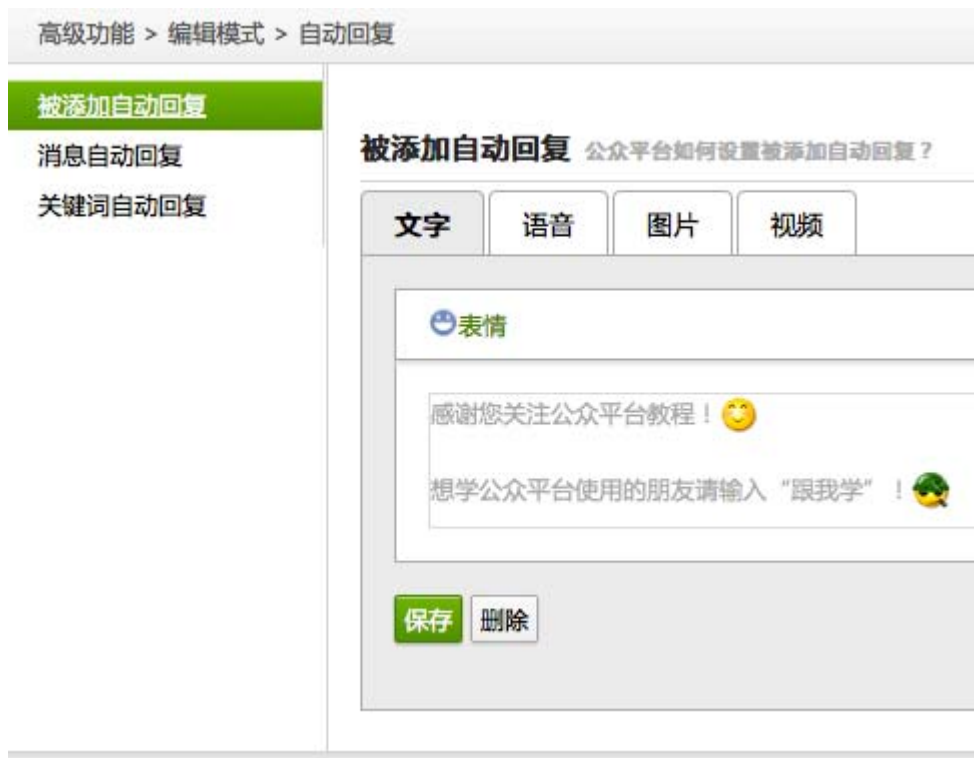 高级功能 > 编辑模式 > 自动回复
被添加自动回复
消息自动回复
关键词自动回复
被添加自动回复 公众平台如何设置被添加自动回复？
文字 语音 图片 视频
表情
感谢您关注公众平台教程！
想学公众平台使用的朋友请输入“跟我学”！
保存 删除